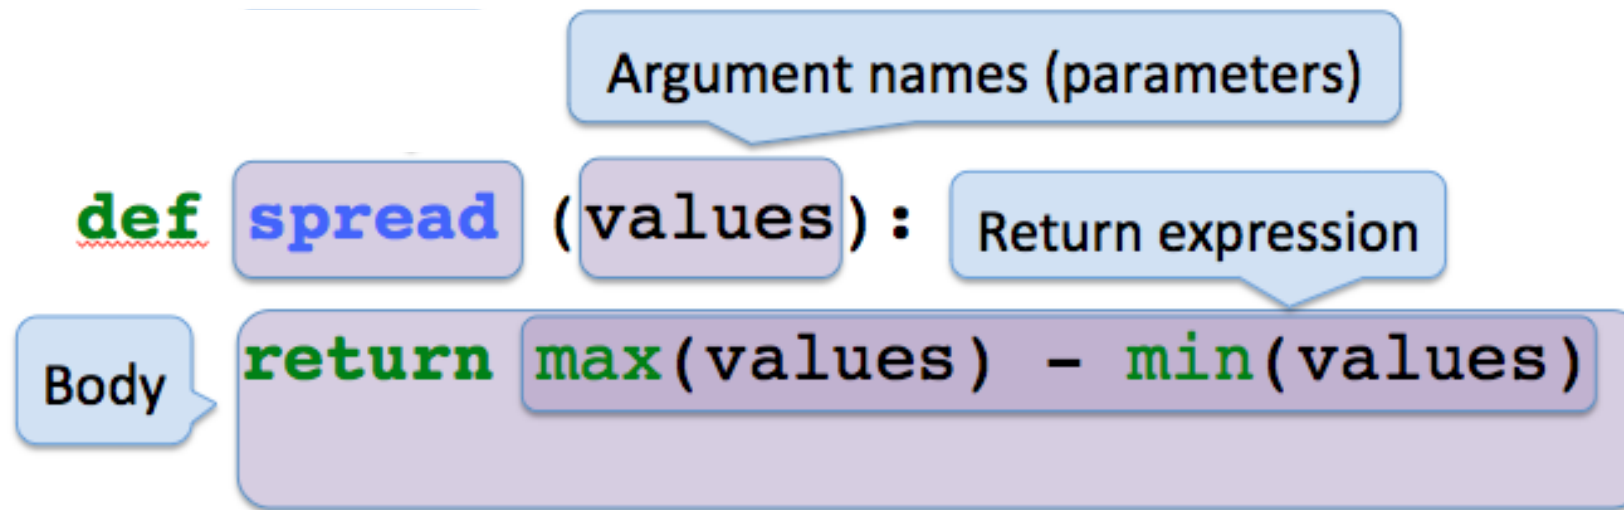 Argument names (parameters)
def spread (values):
Return expression
Body
return max(values) – min(values)